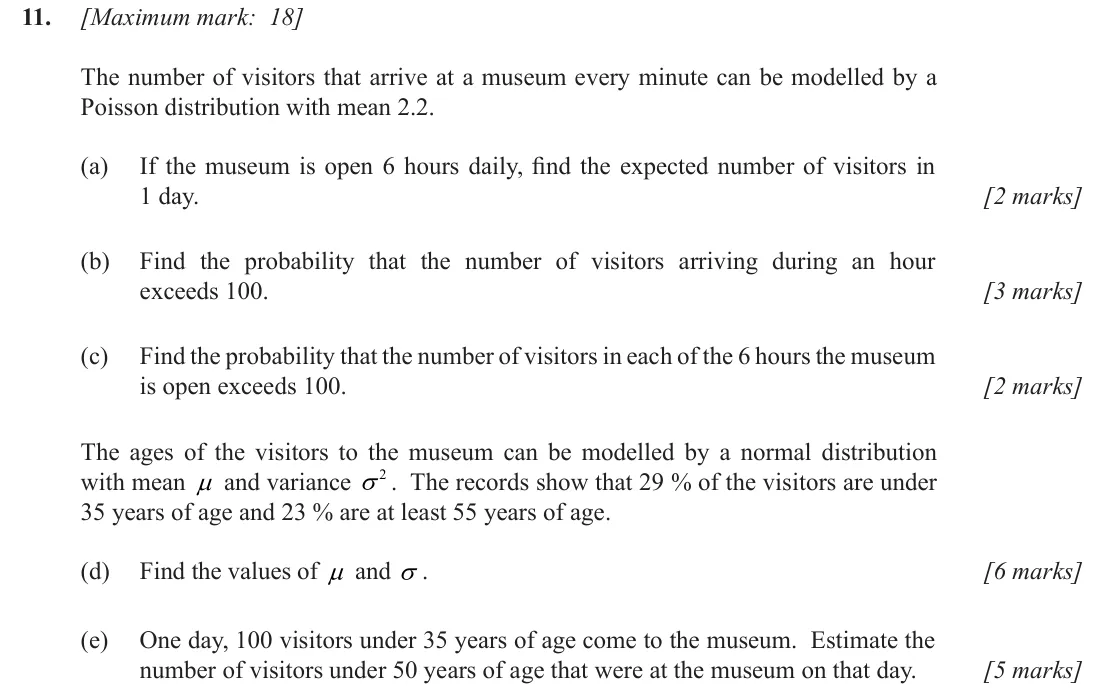 11. [Maximum mark: 18]
The number of visitors that arrive at a museum every minute can be modelled by a
Poisson distribution with mean 2.2.
(a) If the museum is open 6 hours daily, find the expected number of visitors in
1 day. [2 marks]
(b) Find the probability that the number of visitors arriving during an hour
exceeds 100. [3 marks]
(c) Find the probability that the number of visitors in each of the 6 hours the museum
is open exceeds 100. [2 marks]
The ages of the visitors to the museum can be modelled by a normal distribution
with mean μ and variance σ². The records show that 29 % of the visitors are under
35 years of age and 23 % are at least 55 years of age.
(d) Find the values of μ and σ. [6 marks]
(e) One day, 100 visitors under 35 years of age come to the museum. Estimate the
number of visitors under 50 years of age that were at the museum on that day. [5 marks]